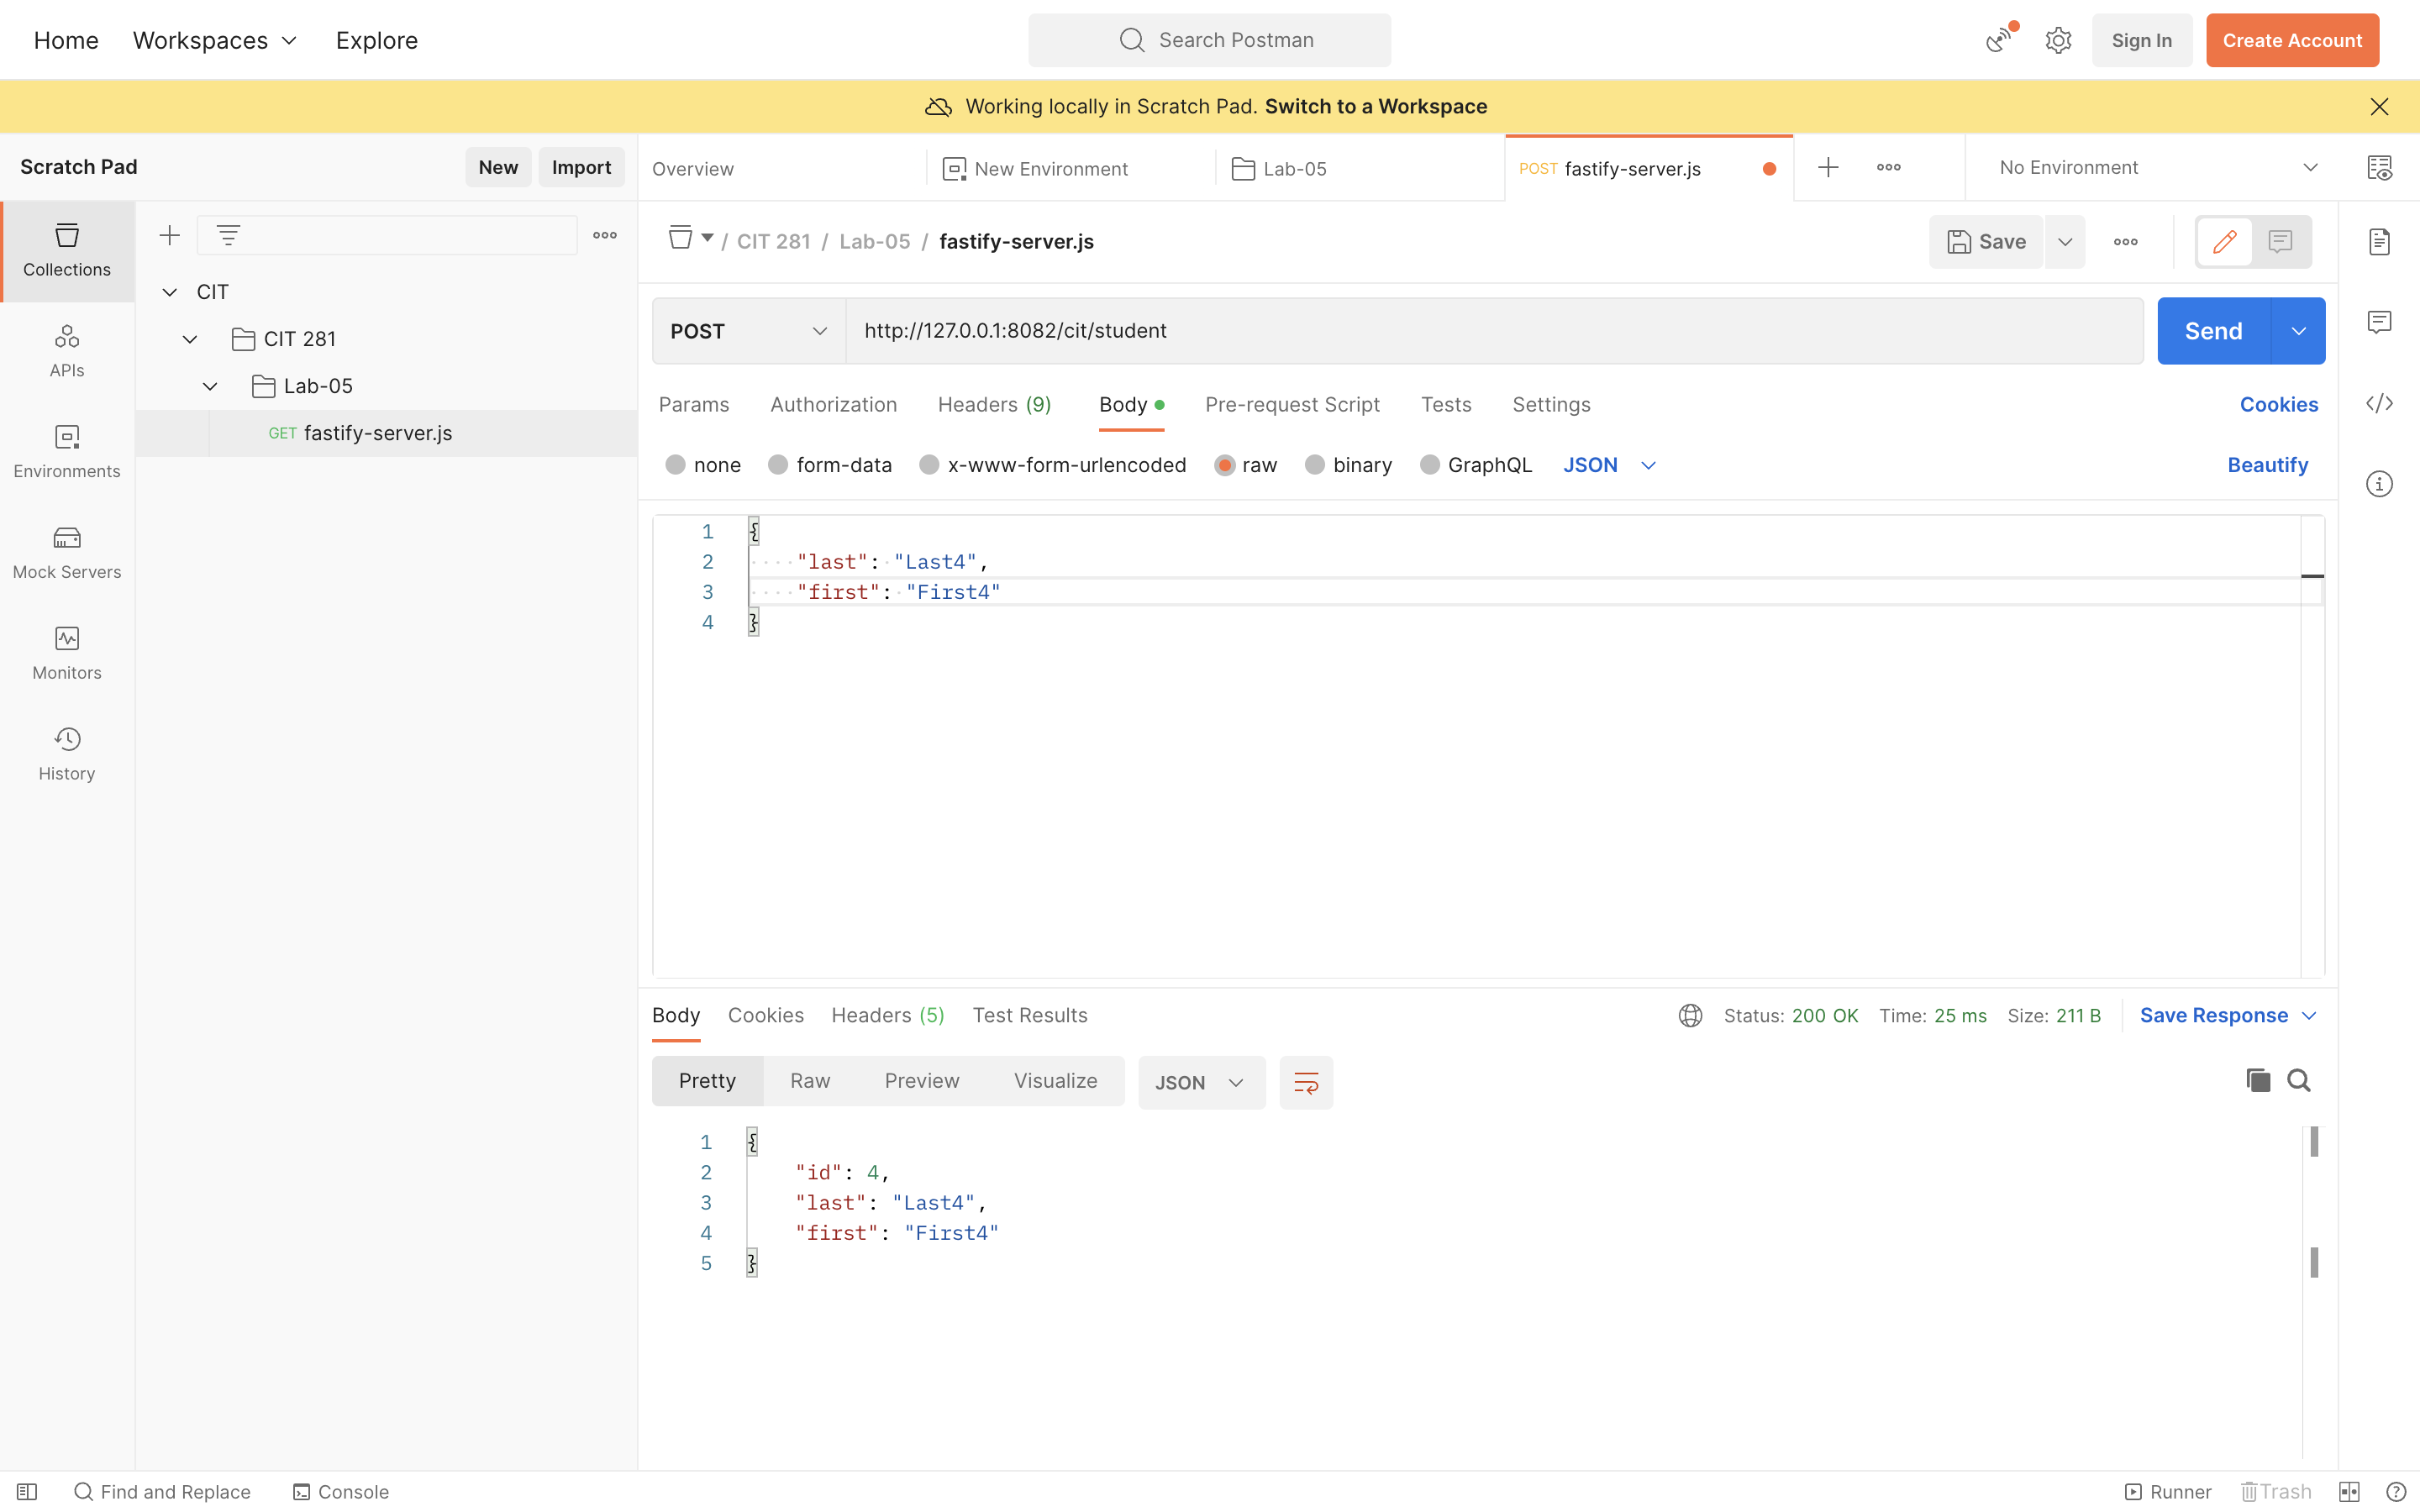 Home Workspaces Explore Search Postman Sign In Create Account
Working locally in Scratch Pad. Switch to a Workspace
Scratch Pad New Import
Overview New Environment Lab-05 POST fastify-server.js No Environment
Collections
APIs
Environments
Mock Servers
Monitors
History
CIT
CIT 281
Lab-05
GET fastify-server.js
/ CIT 281 / Lab-05 / fastify-server.js Save
POST http://127.0.0.1:8082/cit/student Send
Params Authorization Headers (9) Body Pre-request Script Tests Settings Cookies
none form-data x-www-form-urlencoded raw binary GraphQL JSON Beautify
1 {
2 "last": "Last4",
3 "first": "First4"
4 }
Body Cookies Headers (5) Test Results Status: 200 OK Time: 25 ms Size: 211 B Save Response
Pretty Raw Preview Visualize JSON
1 {
2 "id": 4,
3 "last": "Last4",
4 "first": "First4"
5 }
Find and Replace Console Runner Trash